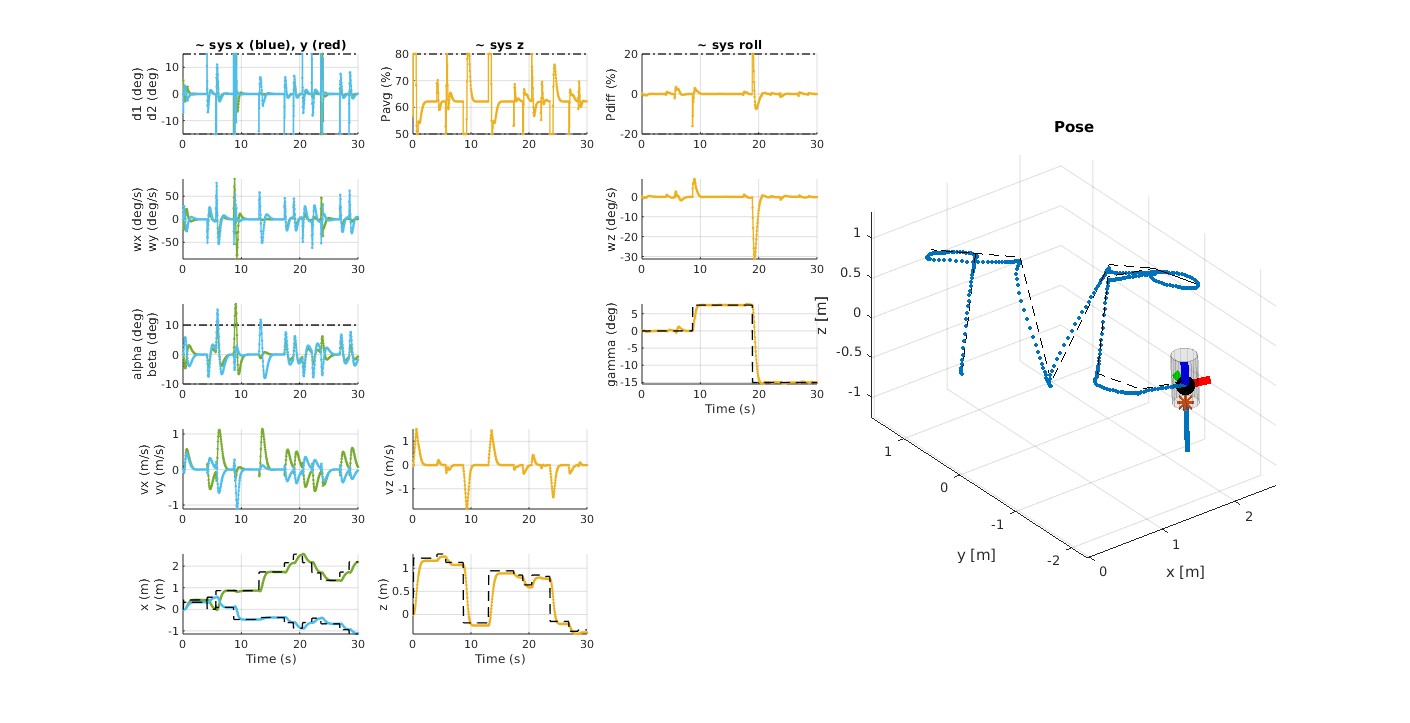 ~ sys x (blue), y (red)
~ sys z
~ sys roll
d1 (deg)
d2 (deg)
10
0
-10
0 10 20 30
Pavg (%)
80
70
60
50
0 10 20 30
Pdiff (%)
20
0
-20
0 10 20 30
wx (deg/s)
wy (deg/s)
50
0
-50
0 10 20 30
wz (deg/s)
0
-10
-20
-30
0 10 20 30
alpha (deg)
beta (deg)
10
0
-10
0 10 20 30
gamma (deg)
5
0
-5
-10
-15
0 10 20 30
Time (s)
vx (m/s)
vy (m/s)
1
0
-1
0 10 20 30
vz (m/s)
1
0
-1
0 10 20 30
x (m)
y (m)
2
1
0
-1
0 10 20 30
Time (s)
z (m)
1
0.5
0
0 10 20 30
Time (s)
Pose
z [m]
1
0.5
0
-0.5
-1
1
0
-1
-2
y [m]
0
1
2
x [m]